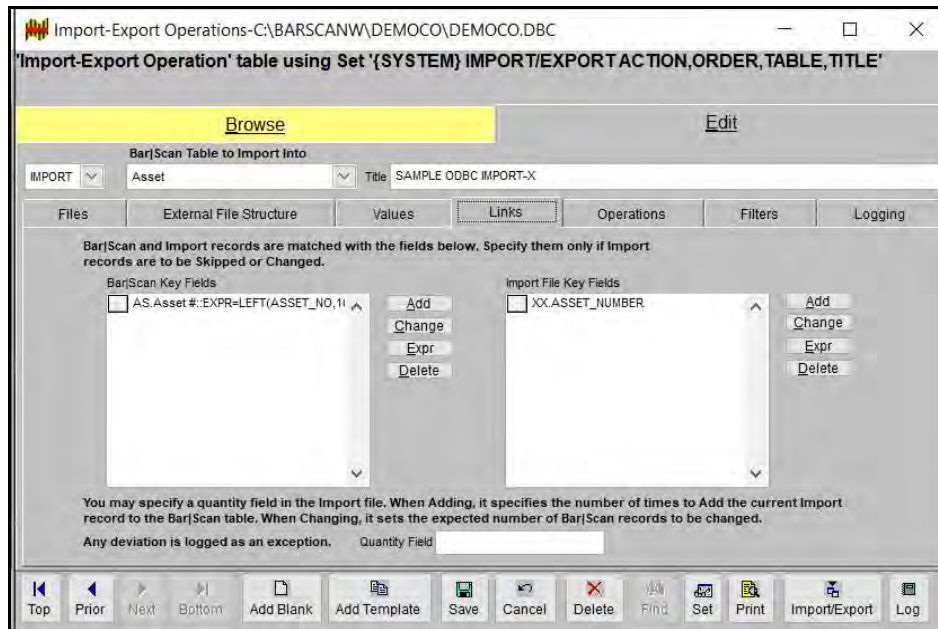 Import-Export Operations-C:\BARSCANW\DEMOCO\DEMOCO.DBC
'Import-Export Operation' table using Set '{SYSTEM} IMPORT/EXPORT ACTION,ORDER,TABLE,TITLE'
Browse Edit
Bar|Scan Table to Import Into
IMPORT Asset Title SAMPLE ODBC IMPORT-X
Files External File Structure Values Links Operations Filters Logging
Bar|Scan and Import records are matched with the fields below. Specify them only if Import
records are to be Skipped or Changed.
Bar|Scan Key Fields Import File Key Fields
AS.Asset #::EXPR=LEFT(ASSET_NO,1( Add XX.ASSET_NUMBER Add
Change Change
Expr Expr
Delete Delete
You may specify a quantity field in the Import file. When Adding, it specifies the number of times to Add the current Import
record to the Bar|Scan table. When Changing, it sets the expected number of Bar|Scan records to be changed.
Any deviation is logged as an exception. Quantity Field
Top Prior Next Bottom Add Blank Add Template Save Cancel Delete Find Set Print Import/Export Log